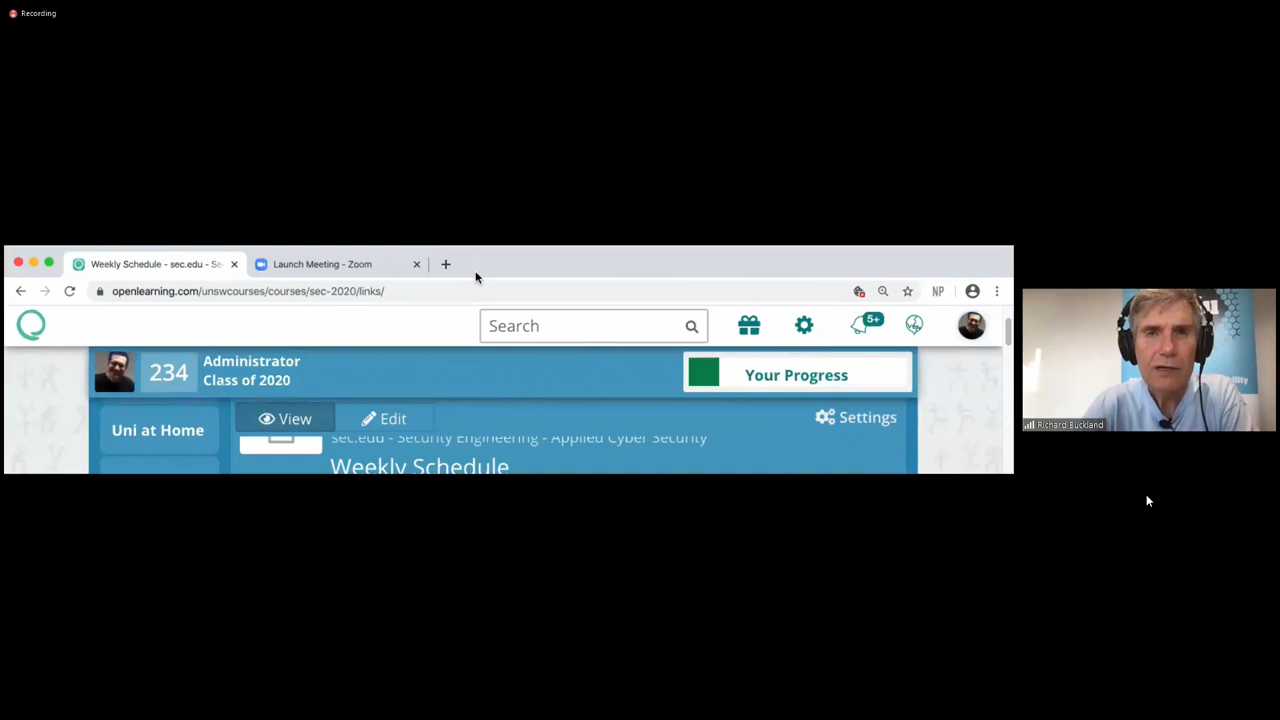 Recording
Weekly Schedule - sec.edu - Se
Launch Meeting - Zoom
openlearning.com/unswcourses/courses/sec-2020/links/
NP
Search
5+
234
Administrator
Class of 2020
Your Progress
Uni at Home
View
Edit
Settings
sec.edu - Security Engineering - Applied Cyber Security
Weekly Schedule
Richard Buckland